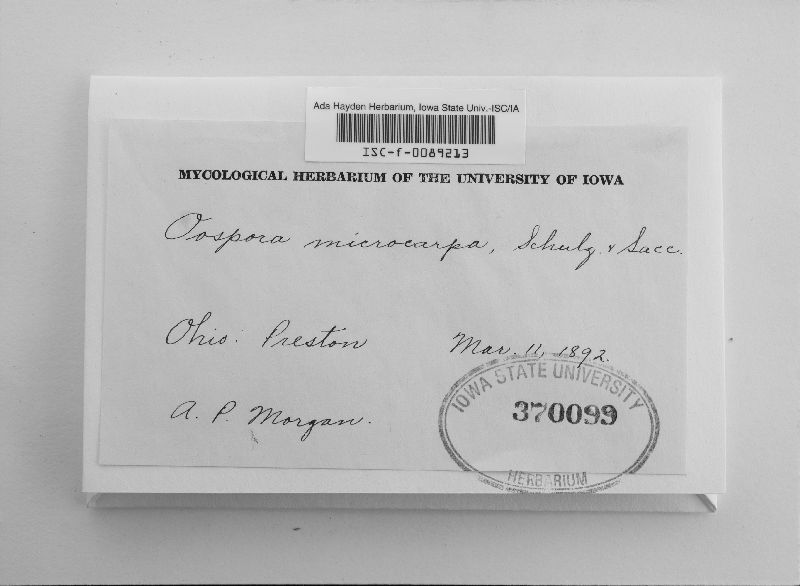 Ada Hayden Herbarium, Iowa State Univ.-ISC/IA
ISC-f-0089213
MYCOLOGICAL HERBARIUM OF THE UNIVERSITY OF IOWA
Oospora microcarpa, Schulz. & Sacc.
Ohio: Preston Mar. 11, 1892.
A. P. Morgan.
IOWA STATE UNIVERSITY
370099
HERBARIUM